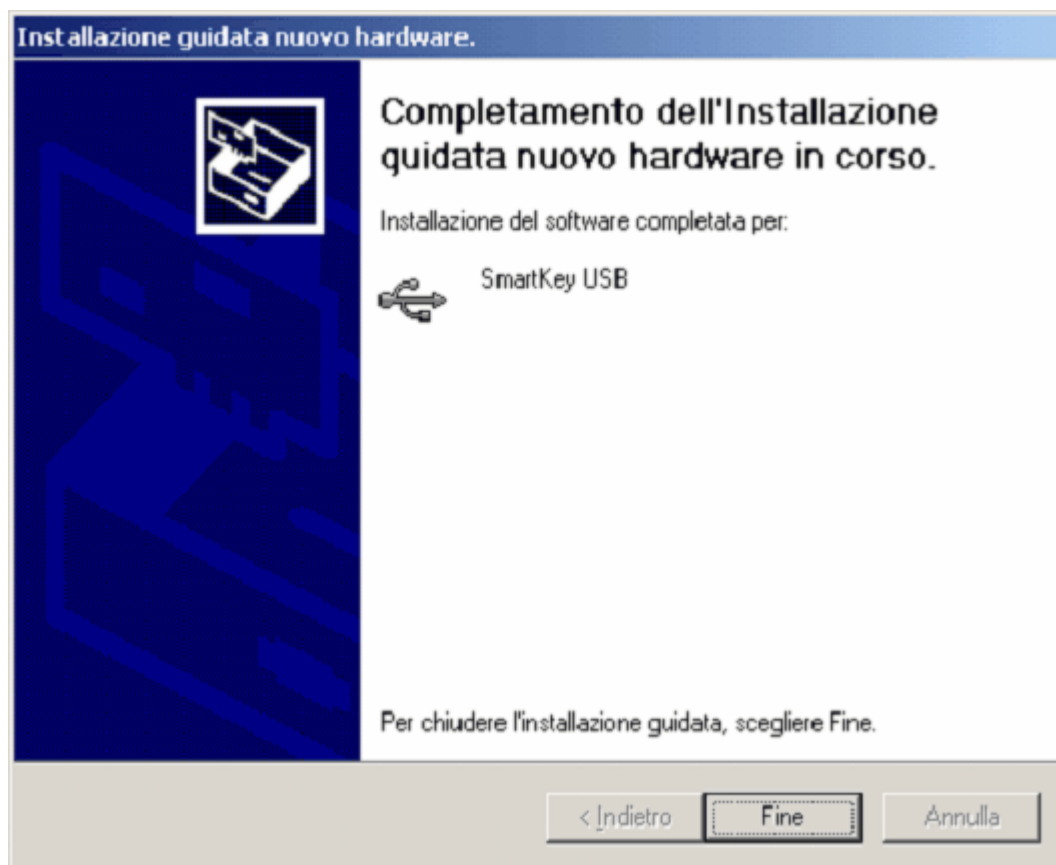 Installazione guidata nuovo hardware.
Completamento dell'Installazione
guidata nuovo hardware in corso.
Installazione del software completata per:
SmartKey USB
Per chiudere l'installazione guidata, scegliere Fine.
< Indietro
Fine
Annulla